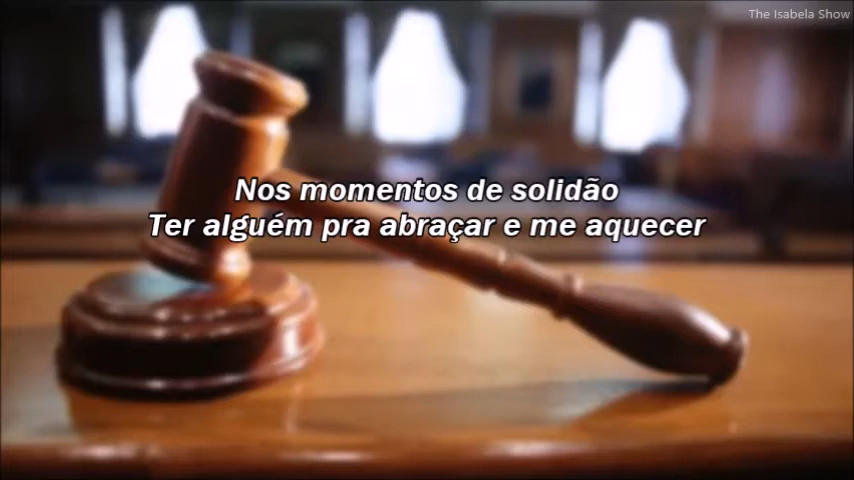 The Isabela Show
Nos momentos de solidão
Ter alguém pra abraçar e me aquecer